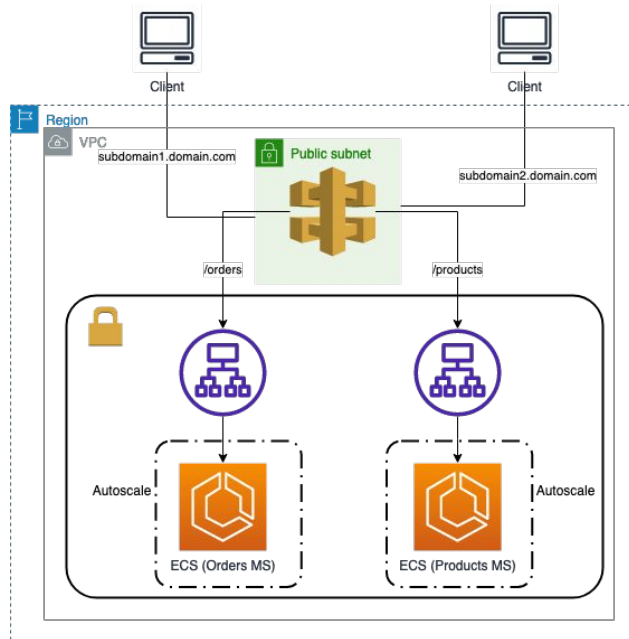 Client
Client
Region
VPC
subdomain1.domain.com
Public subnet
subdomain2.domain.com
/orders
/products
Autoscale
Autoscale
ECS (Orders MS)
ECS (Products MS)